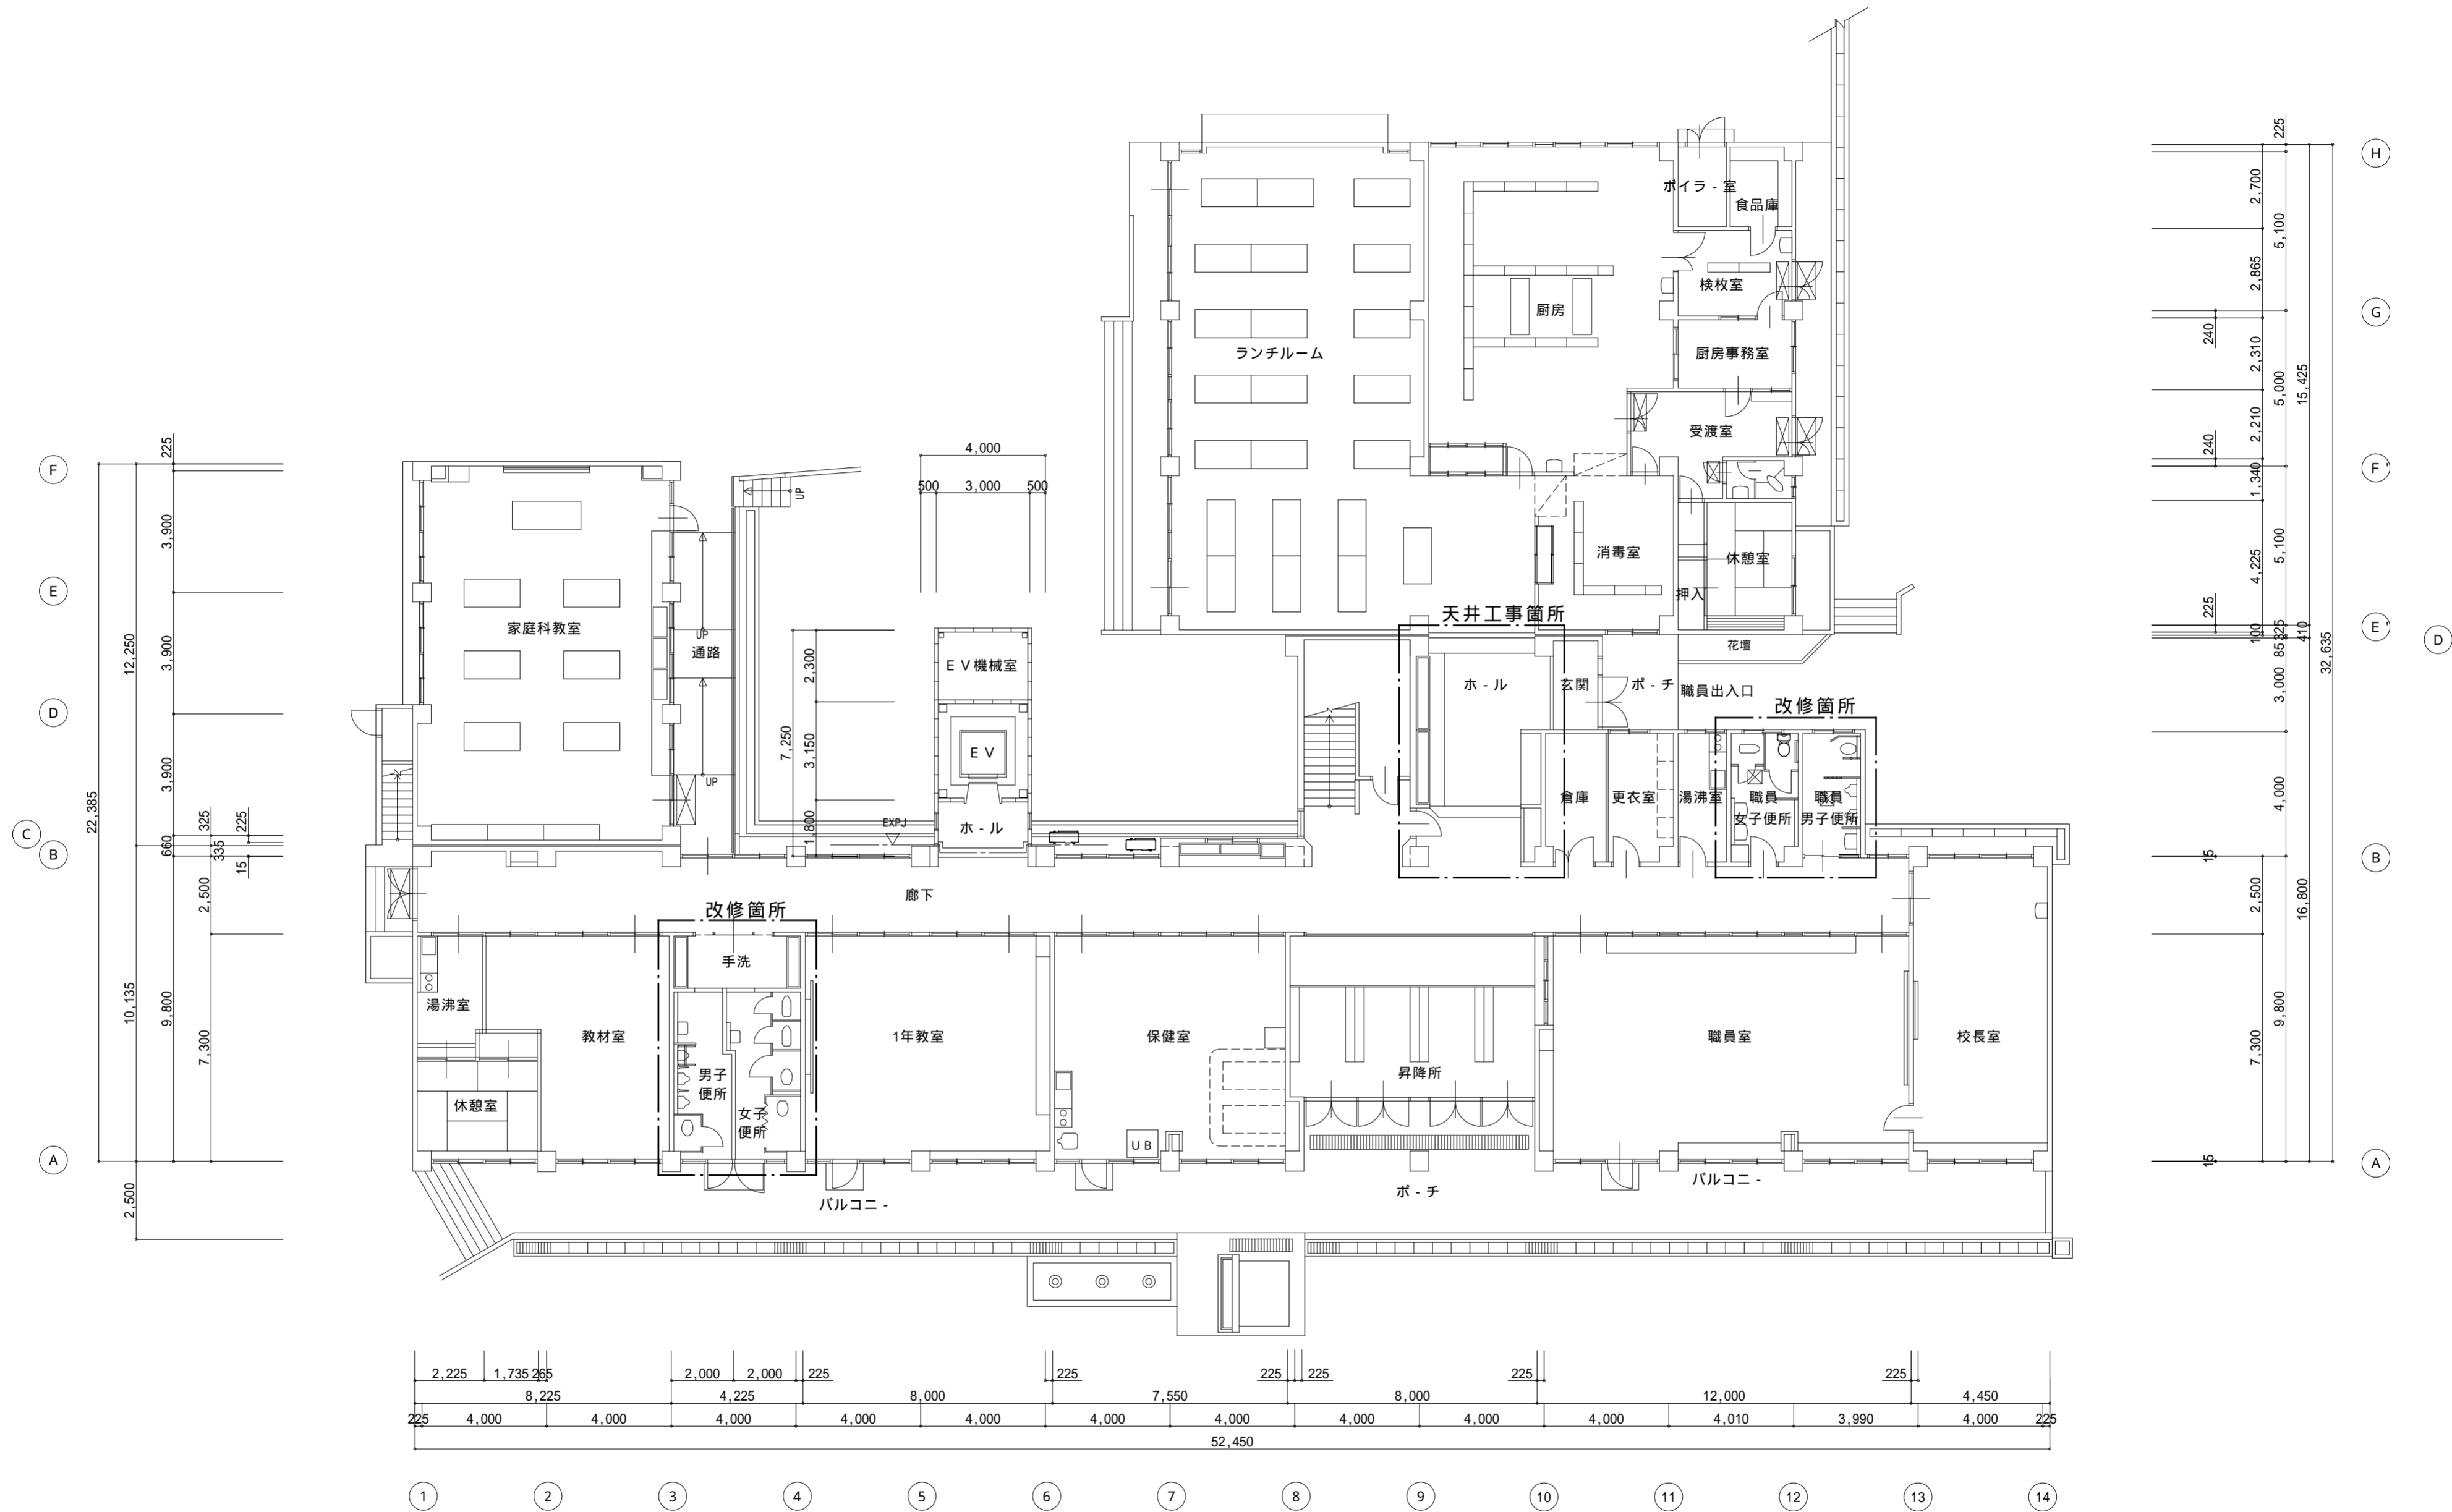 ボイラ - 室
食品庫
検枚室
厨房
厨房事務室
ランチルーム
受渡室
消毒室
休憩室
押入
天井工事箇所
花壇
家庭科教室
UP
UP
通路
UP
ＥＶ機械室
ＥＶ
ホ - ル
EXPJ
ホ - ル
玄関
ポ - チ
職員出入口
改修箇所
倉庫
更衣室
湯沸室
職員
女子便所
職員
男子便所
廊下
改修箇所
手洗
湯沸室
教材室
男子
便所
女子
便所
休憩室
1年教室
保健室
ＵＢ
昇降所
職員室
校長室
バルコニ -
ポ - チ
バルコニ -
4,000
500 3,000 500
2,300
3,150
7,250
1,800
F
E
D
C
B
A
225
3,900
3,900
3,900
12,250
22,385
325
225
660
335
15
2,500
10,135
9,800
7,300
2,500
H
G
F '
E '
D
B
A
225
2,700
5,100
2,865
240
2,310
5,000
15,425
2,210
240
1,340
5,100
4,225
225
100
325
85
410
32,635
3,000
4,000
15
2,500
16,800
9,800
7,300
15
2,225 1,735 265 2,000 2,000 225 225 225 225 225 225
8,225 4,225 8,000 7,550 8,000 12,000 4,450
225 4,000 4,000 4,000 4,000 4,000 4,000 4,000 4,000 4,000 4,000 4,010 3,990 4,000 225
52,450
1 2 3 4 5 6 7 8 9 10 11 12 13 14